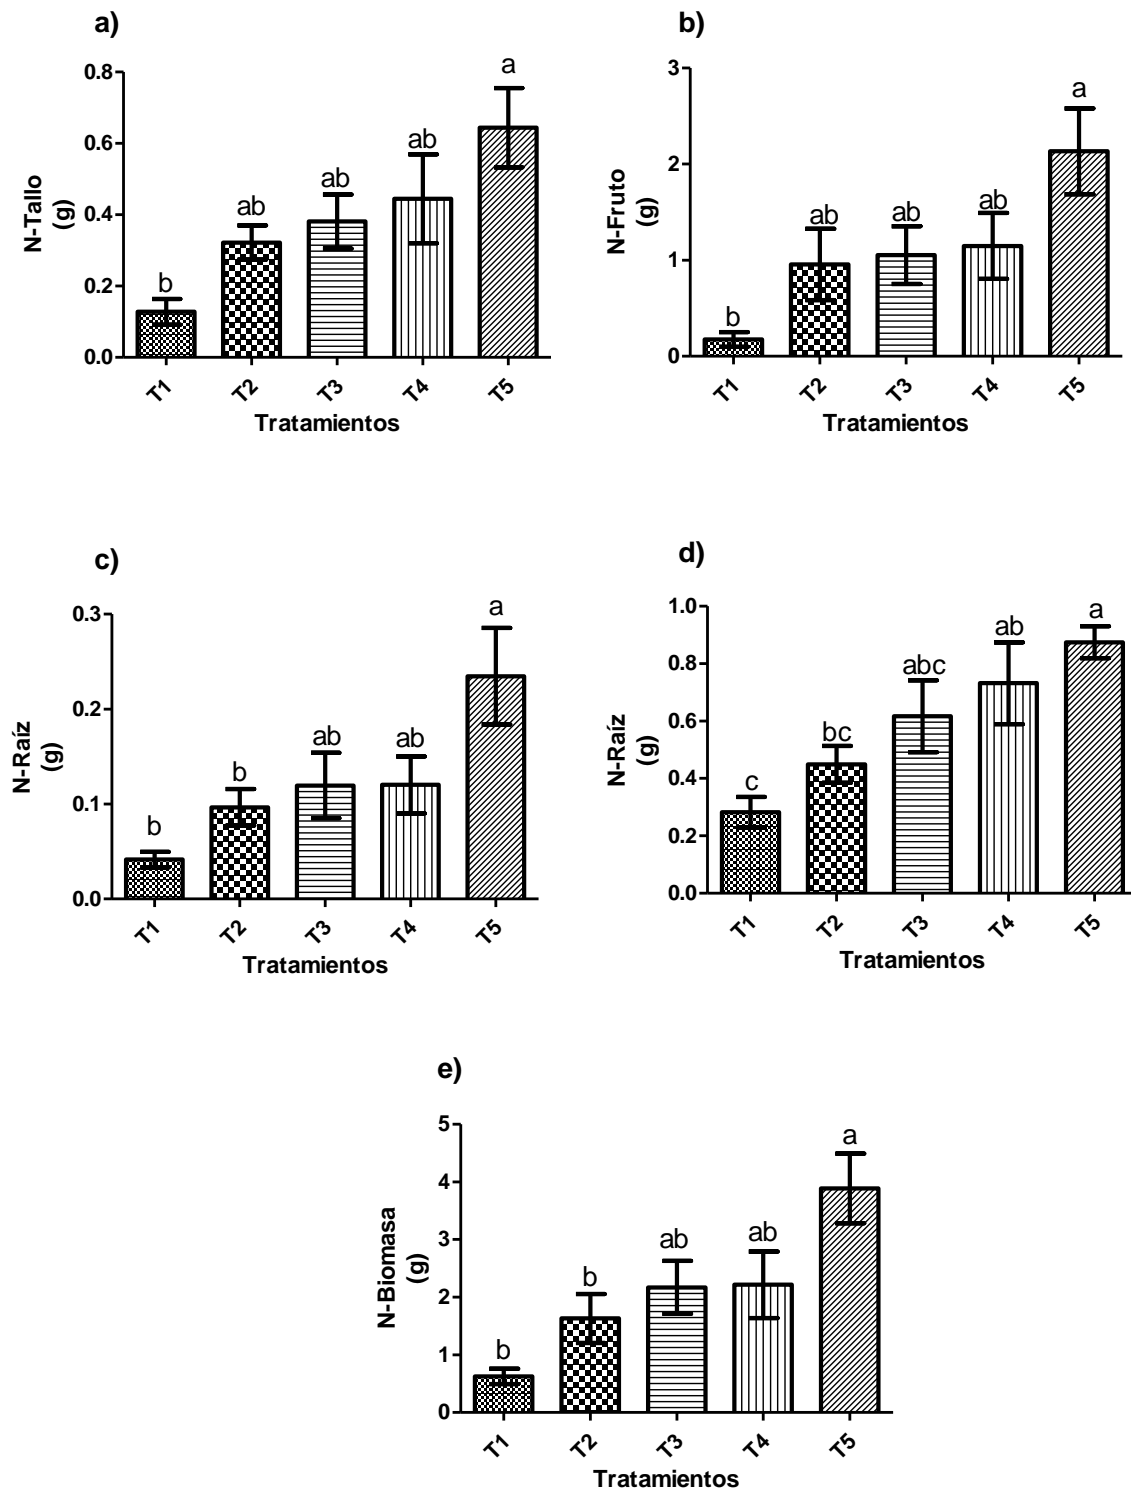 a)
N-Tallo
(g)
0.8
0.6
0.4
0.2
0.0
b
ab
ab
ab
a
T1
T2
T3
T4
T5
Tratamientos
b)
N-Fruto
(g)
3
2
1
0
b
ab
ab
ab
a
T1
T2
T3
T4
T5
Tratamientos
c)
N-Raíz
(g)
0.3
0.2
0.1
0.0
b
b
ab
ab
a
T1
T2
T3
T4
T5
Tratamientos
d)
N-Raíz
(g)
1.0
0.8
0.6
0.4
0.2
0.0
c
bc
abc
ab
a
T1
T2
T3
T4
T5
Tratamientos
e)
N-Biomasa
(g)
5
4
3
2
1
0
b
b
ab
ab
a
T1
T2
T3
T4
T5
Tratamientos